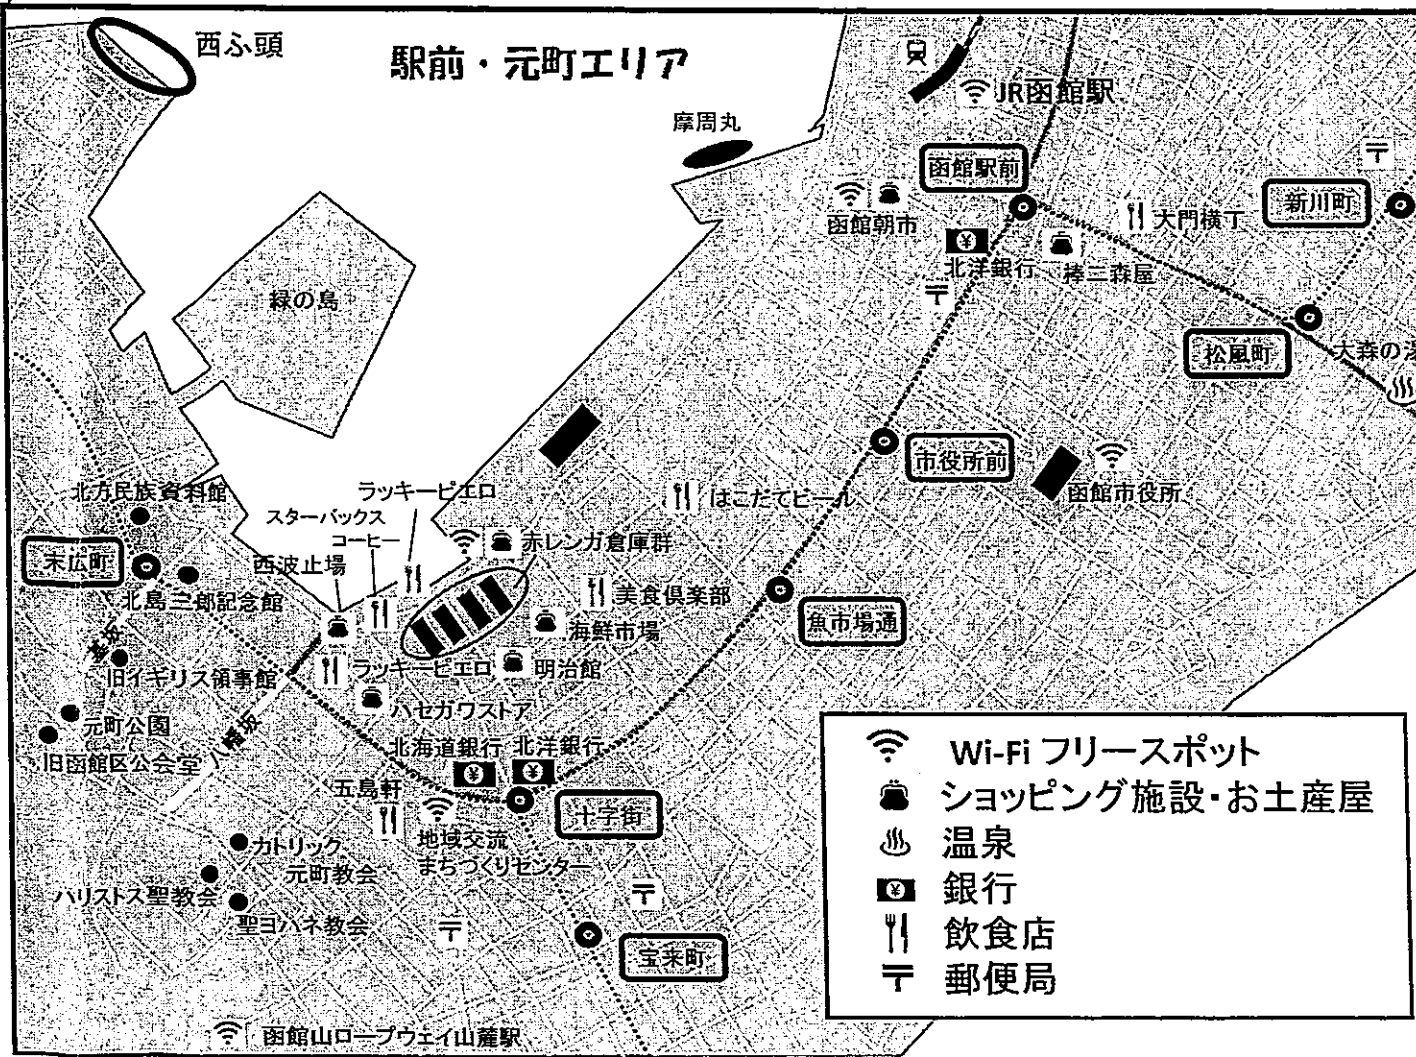 西ふ頭
駅前・元町エリア
JR函館駅
摩周丸
函館駅前
〒
新川町
函館朝市
大門横丁
¥
北洋銀行
棒二森屋
〒
緑の島
松風町
大森の湯
市役所前
函館市役所
北方民族資料館
ラッキーピエロ
スターバックス
コーヒー
はこだてビール
赤レンガ倉庫群
末広町
西波止場
北島三郎記念館
美食倶楽部
海鮮市場
魚市場通
基坂
旧イギリス領事館
ラッキーピエロ
明治館
ハセガワストア
元町公園
旧函館区公会堂
八幡坂
北海道銀行
北洋銀行
¥
¥
五島軒
十字街
地域交流
まちづくりセンター
カトリック
元町教会
ハリストス聖教会
聖ヨハネ教会
〒
〒
宝来町
函館山ロープウェイ山麓駅
Wi-Fi フリースポット
ショッピング施設・お土産屋
温泉
¥ 銀行
飲食店
〒 郵便局